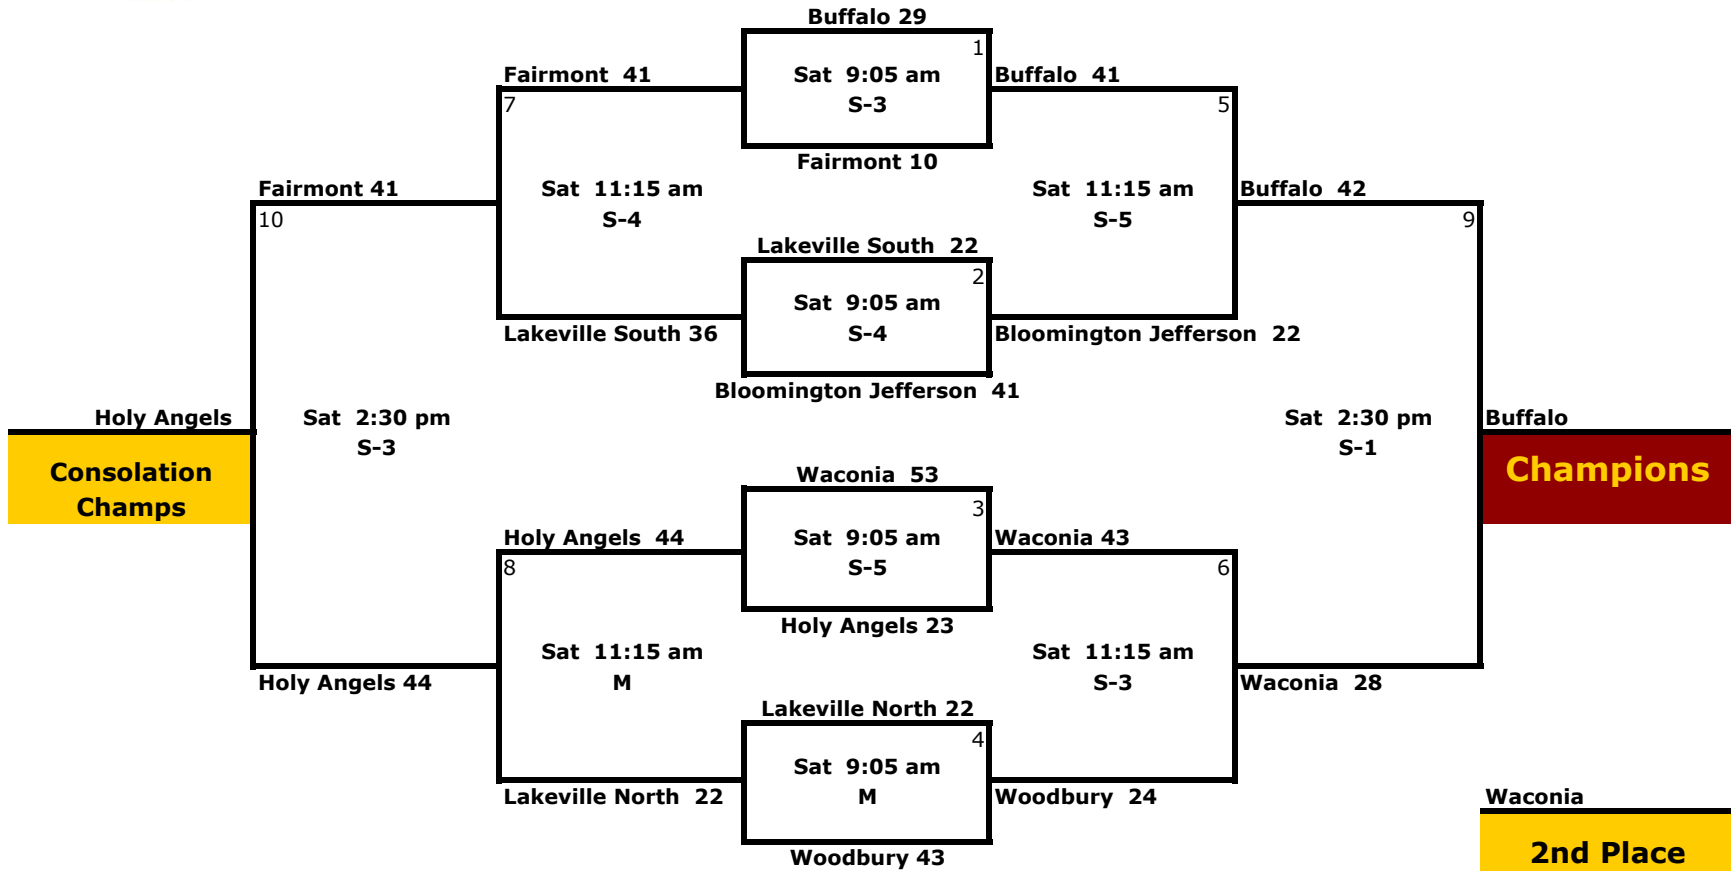 Buffalo 29
1
Fairmont 41
Sat 9:05 am
Buffalo 41
7
S-3
5
Fairmont 10
Fairmont 41
Sat 11:15 am
Sat 11:15 am
Buffalo 42
10
S-4
S-5
9
Lakeville South 22
2
Sat 9:05 am
Lakeville South 36
S-4
Bloomington Jefferson 22
Bloomington Jefferson 41
Holy Angels
Sat 2:30 pm
Sat 2:30 pm
Buffalo
S-3
S-1
Consolation
Champs
Champions
Waconia 53
3
Holy Angels 44
Sat 9:05 am
Waconia 43
8
S-5
6
Holy Angels 23
Sat 11:15 am
Sat 11:15 am
Holy Angels 44
M
S-3
Waconia 28
Lakeville North 22
4
Sat 9:05 am
Lakeville North 22
M
Woodbury 24
Waconia
Woodbury 43
2nd Place